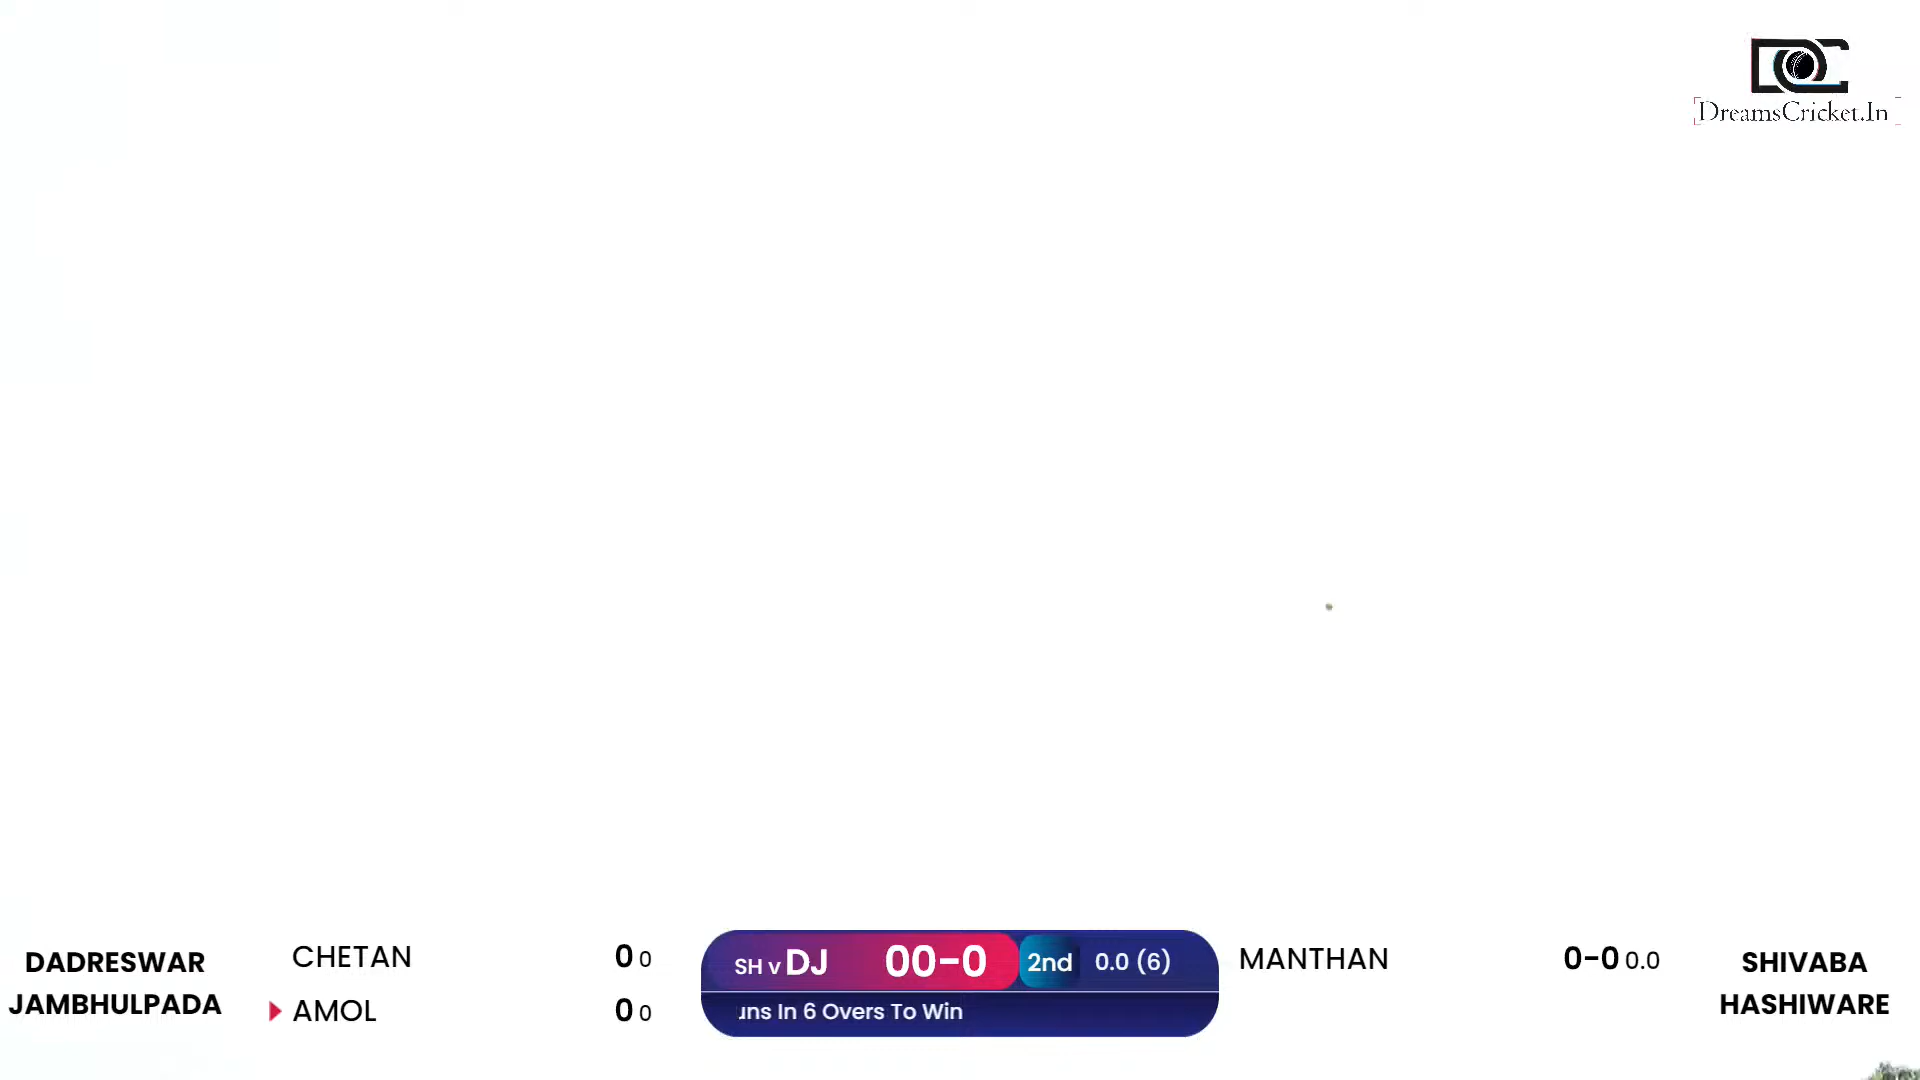 DreamsCricket.In
DADRESWAR
JAMBHULPADA
CHETAN 0 0
AMOL 0 0
SH v DJ 00-0 2nd 0.0 (6)
In 6 Overs To Win
MANTHAN 0-0 0.0
SHIVABA
HASHIWARE